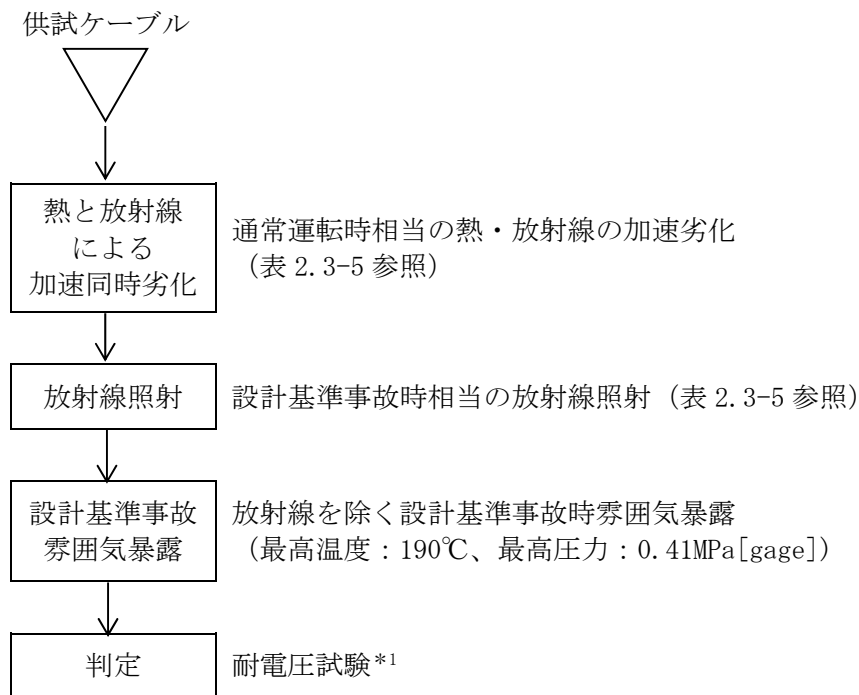 供試ケーブル
熱と放射線
による
加速同時劣化
通常運転時相当の熱・放射線の加速劣化
（表 2.3-5 参照）
放射線照射
設計基準事故時相当の放射線照射（表 2.3-5 参照）
設計基準事故
雰囲気暴露
放射線を除く設計基準事故時雰囲気暴露
（最高温度：190℃、最高圧力：0.41MPa[gage]）
判定
耐電圧試験*1